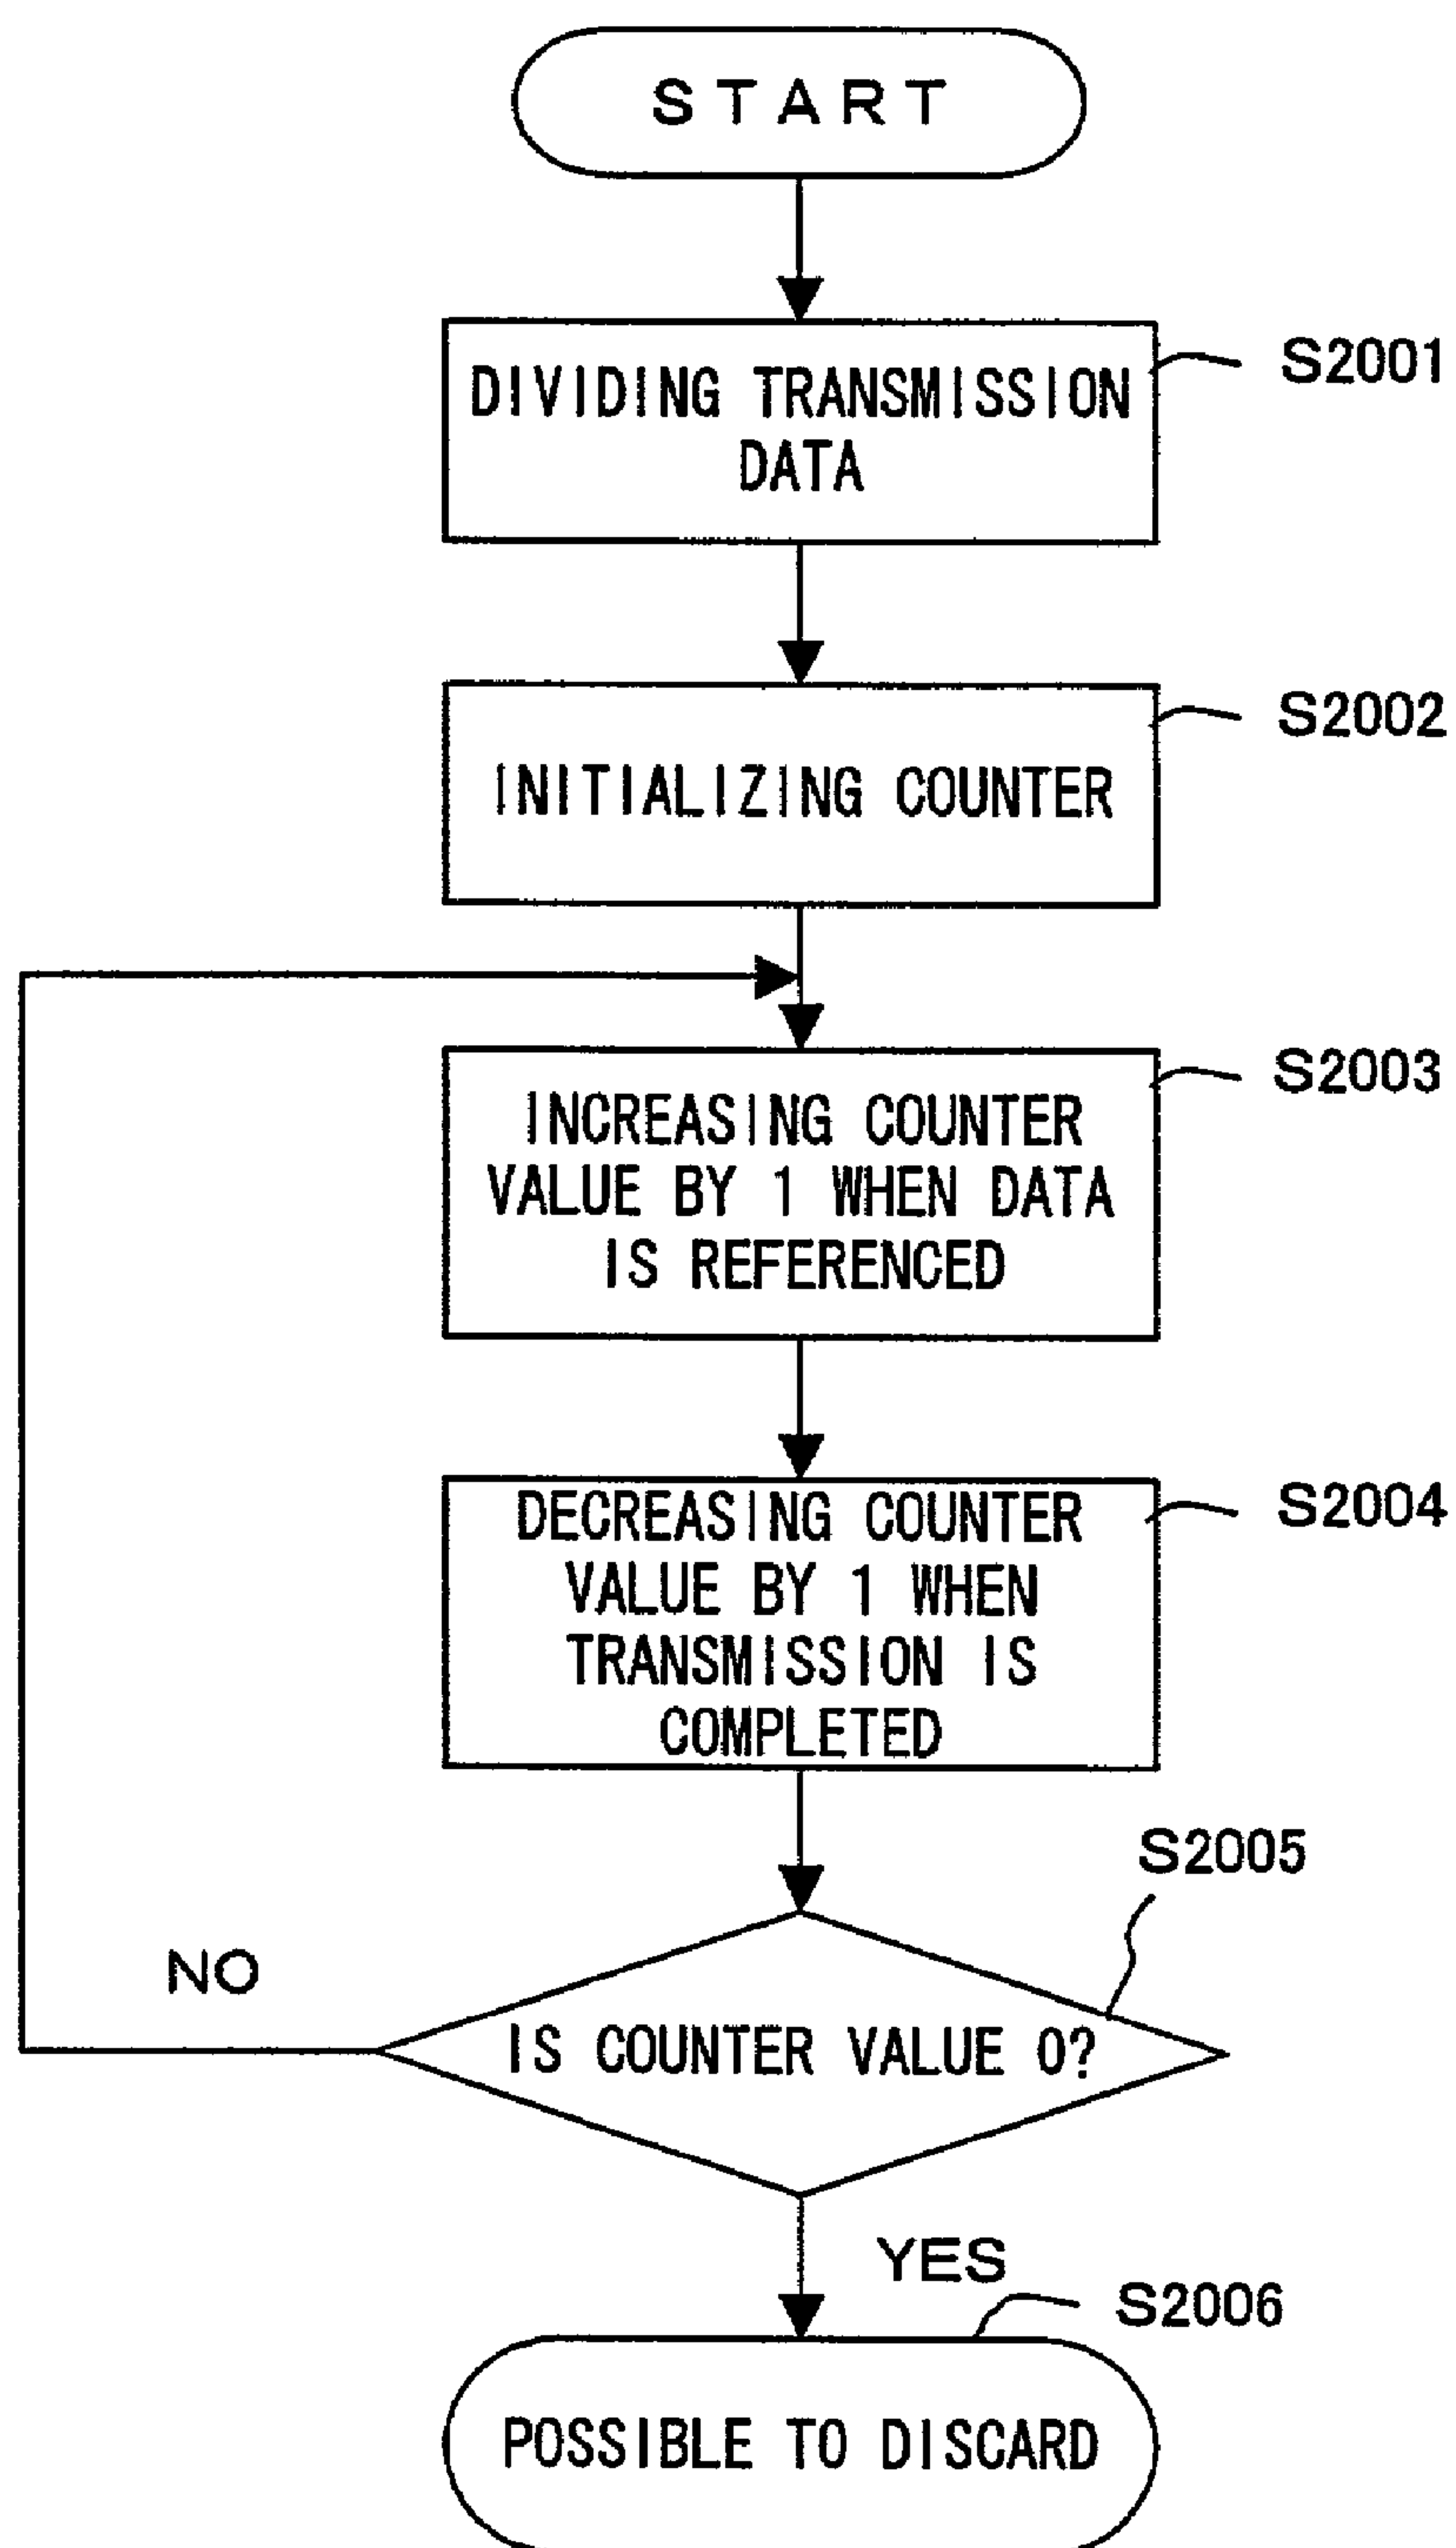 START
DIVIDING TRANSMISSION
DATA
S2001
INITIALIZING COUNTER
S2002
INCREASING COUNTER
VALUE BY 1 WHEN DATA
IS REFERENCED
S2003
DECREASING COUNTER
VALUE BY 1 WHEN
TRANSMISSION IS
COMPLETED
S2004
IS COUNTER VALUE 0?
S2005
NO
YES
S2006
POSSIBLE TO DISCARD